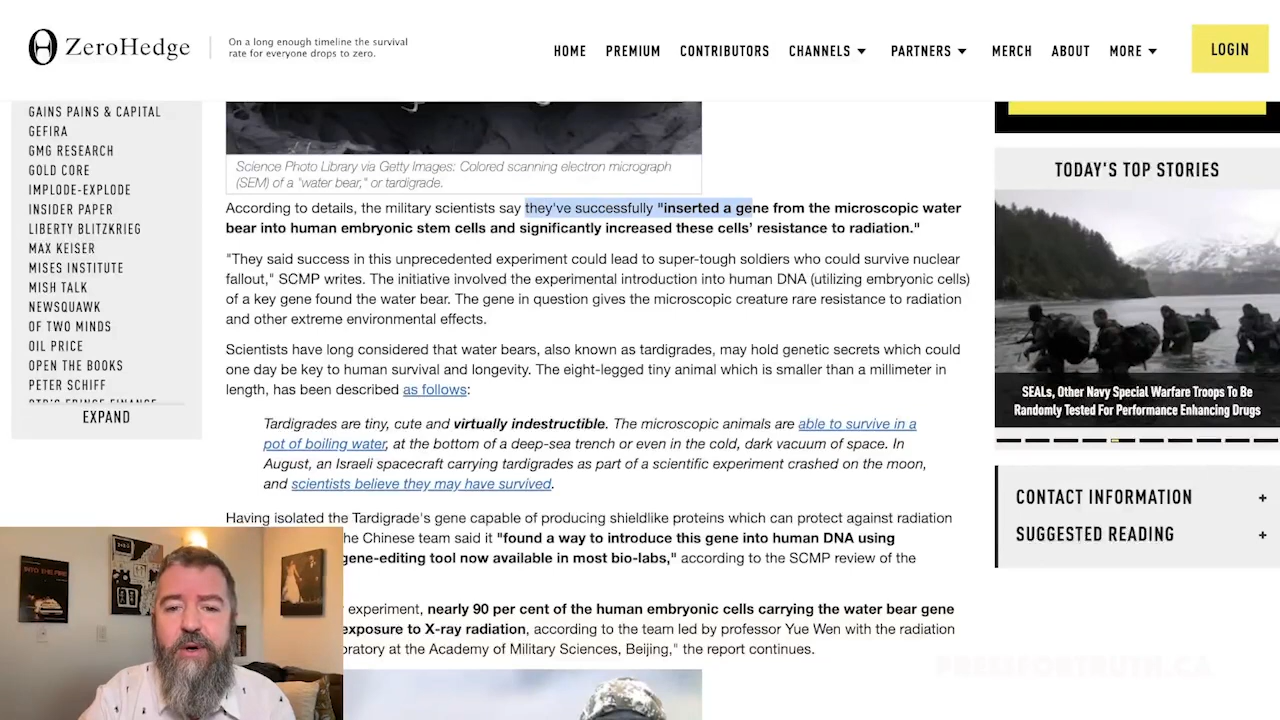 ZeroHedge
On a long enough timeline the survival
rate for everyone drops to zero.
HOME PREMIUM CONTRIBUTORS CHANNELS PARTNERS MERCH ABOUT MORE
LOGIN
GAINS PAINS & CAPITAL
GEFIRA
GMG RESEARCH
GOLD CORE
IMPLODE-EXPLODE
INSIDER PAPER
LIBERTY BLITZKRIEG
MAX KEISER
MISES INSTITUTE
MISH TALK
NEWSQUAWK
OF TWO MINDS
OIL PRICE
OPEN THE BOOKS
PETER SCHIFF
EXPAND
Science Photo Library via Getty Images: Colored scanning electron micrograph
(SEM) of a "water bear," or tardigrade.
According to details, the military scientists say they've successfully "inserted a gene from the microscopic water
bear into human embryonic stem cells and significantly increased these cells' resistance to radiation."
"They said success in this unprecedented experiment could lead to super-tough soldiers who could survive nuclear
fallout," SCMP writes. The initiative involved the experimental introduction into human DNA (utilizing embryonic cells)
of a key gene found the water bear. The gene in question gives the microscopic creature rare resistance to radiation
and other extreme environmental effects.
Scientists have long considered that water bears, also known as tardigrades, may hold genetic secrets which could
one day be key to human survival and longevity. The eight-legged tiny animal which is smaller than a millimeter in
length, has been described as follows:
Tardigrades are tiny, cute and virtually indestructible. The microscopic animals are able to survive in a
pot of boiling water, at the bottom of a deep-sea trench or even in the cold, dark vacuum of space. In
August, an Israeli spacecraft carrying tardigrades as part of a scientific experiment crashed on the moon,
and scientists believe they may have survived.
Having isolated the Tardigrade's gene capable of producing shieldlike proteins which can protect against radiation
he Chinese team said it "found a way to introduce this gene into human DNA using
gene-editing tool now available in most bio-labs," according to the SCMP review of the
experiment, nearly 90 per cent of the human embryonic cells carrying the water bear gene
exposure to X-ray radiation, according to the team led by professor Yue Wen with the radiation
oratory at the Academy of Military Sciences, Beijing," the report continues.
TODAY'S TOP STORIES
SEALs, Other Navy Special Warfare Troops To Be
Randomly Tested For Performance Enhancing Drugs
CONTACT INFORMATION +
SUGGESTED READING +
INTO THE FIRE